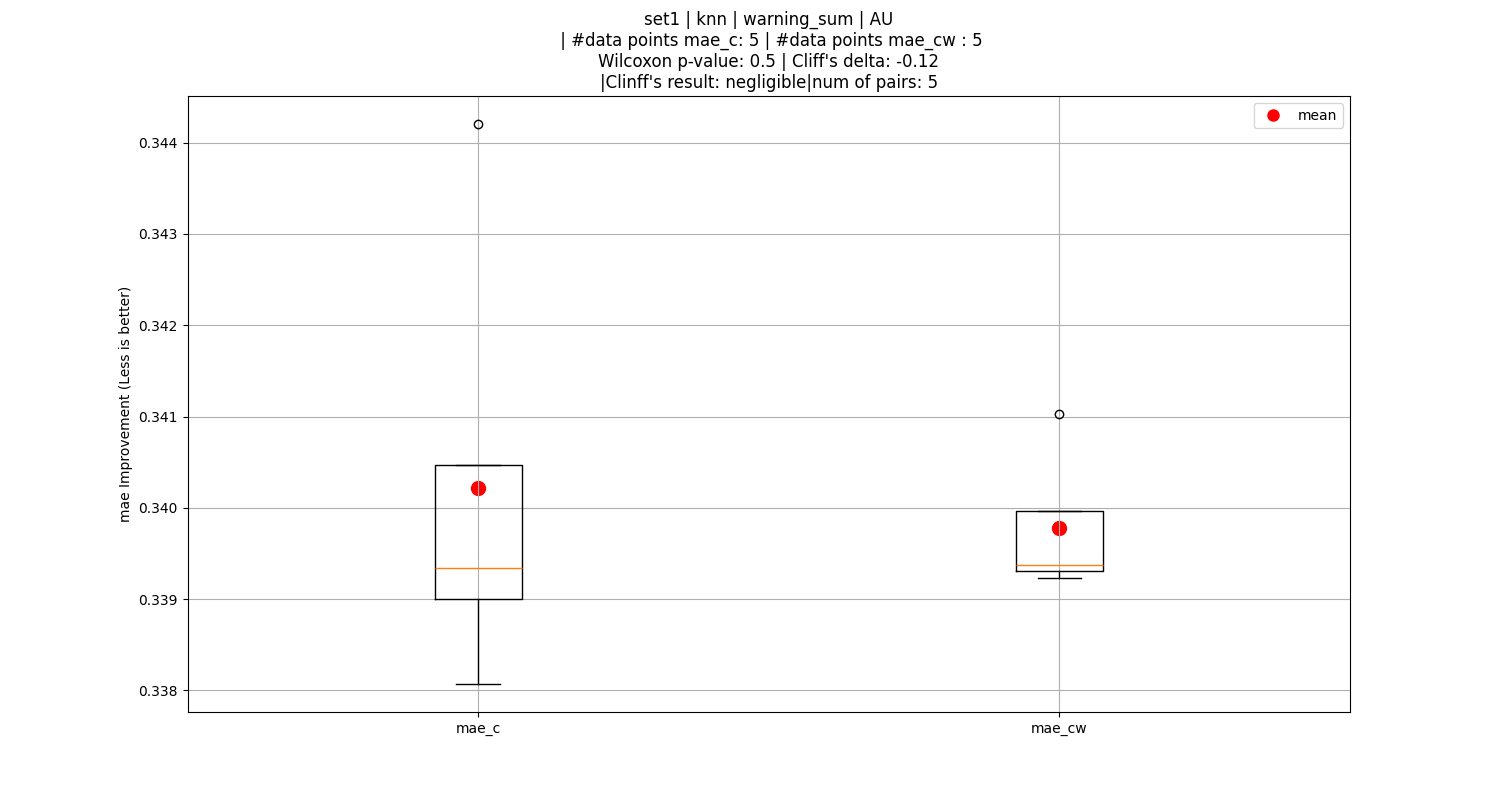 set1 | knn | warning_sum | AU
| #data points mae_c: 5 | #data points mae_cw : 5
Wilcoxon p-value: 0.5 | Cliff's delta: -0.12
|Clinff's result: negligible|num of pairs: 5
mean
0.344
0.343
0.342
0.341
0.340
0.339
0.338
mae Improvement (Less is better)
mae_c
mae_cw